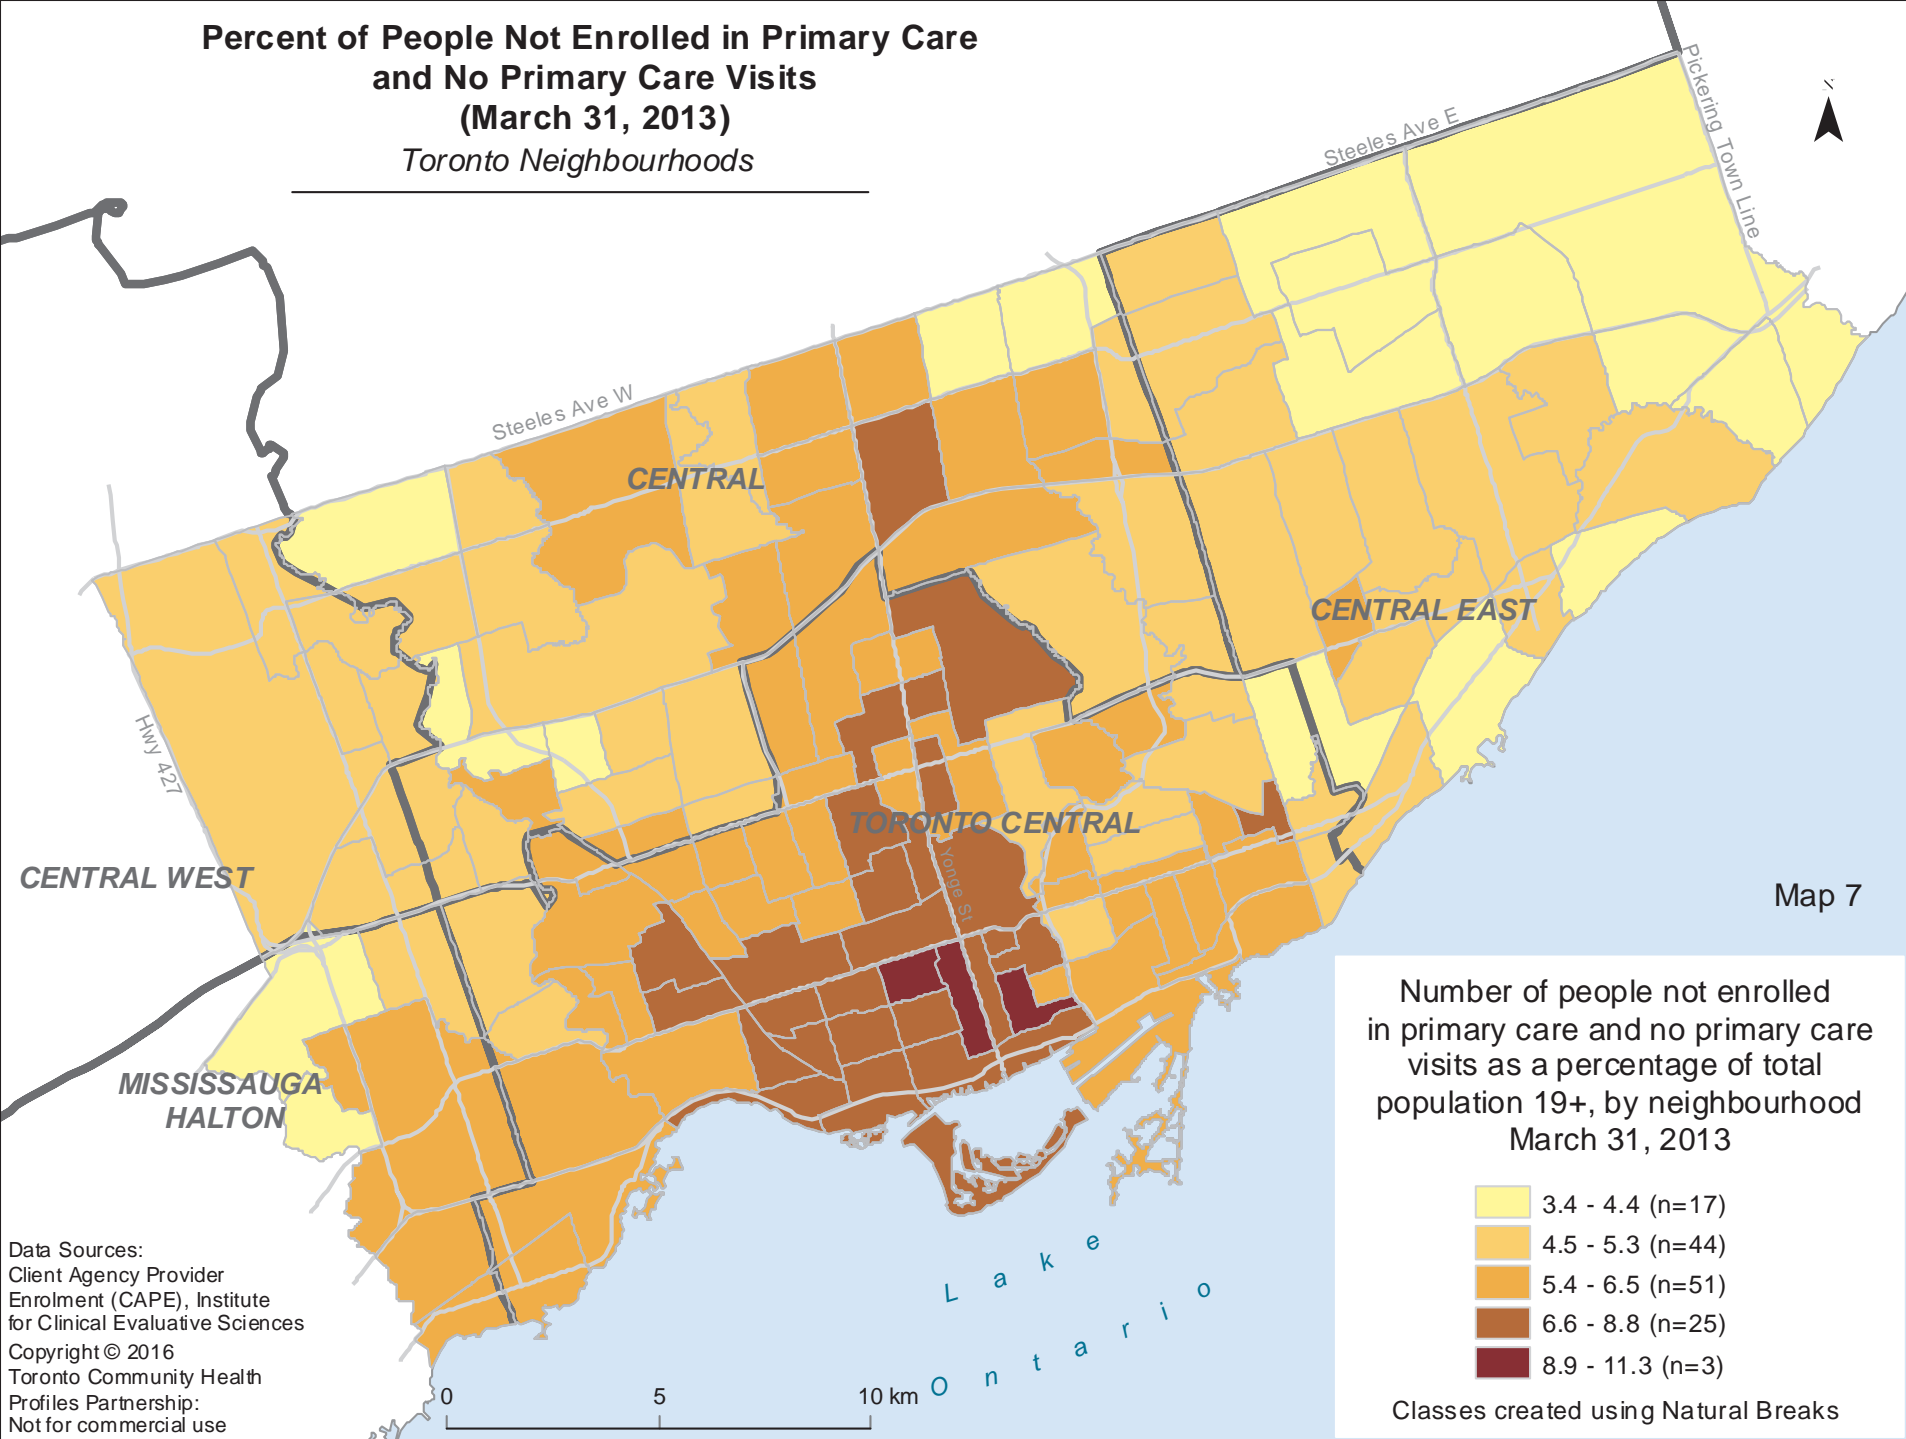 Percent of People Not Enrolled in Primary Care
and No Primary Care Visits
(March 31, 2013)
Toronto Neighbourhoods
N
Pickering Town Line
Steeles Ave E
Steeles Ave W
CENTRAL
CENTRAL EAST
Hwy 427
TORONTO CENTRAL
Yonge St
CENTRAL WEST
MISSISSAUGA
HALTON
Map 7
Number of people not enrolled
in primary care and no primary care
visits as a percentage of total
population 19+, by neighbourhood
March 31, 2013
3.4 - 4.4 (n=17)
4.5 - 5.3 (n=44)
5.4 - 6.5 (n=51)
6.6 - 8.8 (n=25)
8.9 - 11.3 (n=3)
Classes created using Natural Breaks
Lake
Ontario
Data Sources:
Client Agency Provider
Enrolment (CAPE), Institute
for Clinical Evaluative Sciences
Copyright © 2016
Toronto Community Health
Profiles Partnership:
Not for commercial use
0 5 10 km